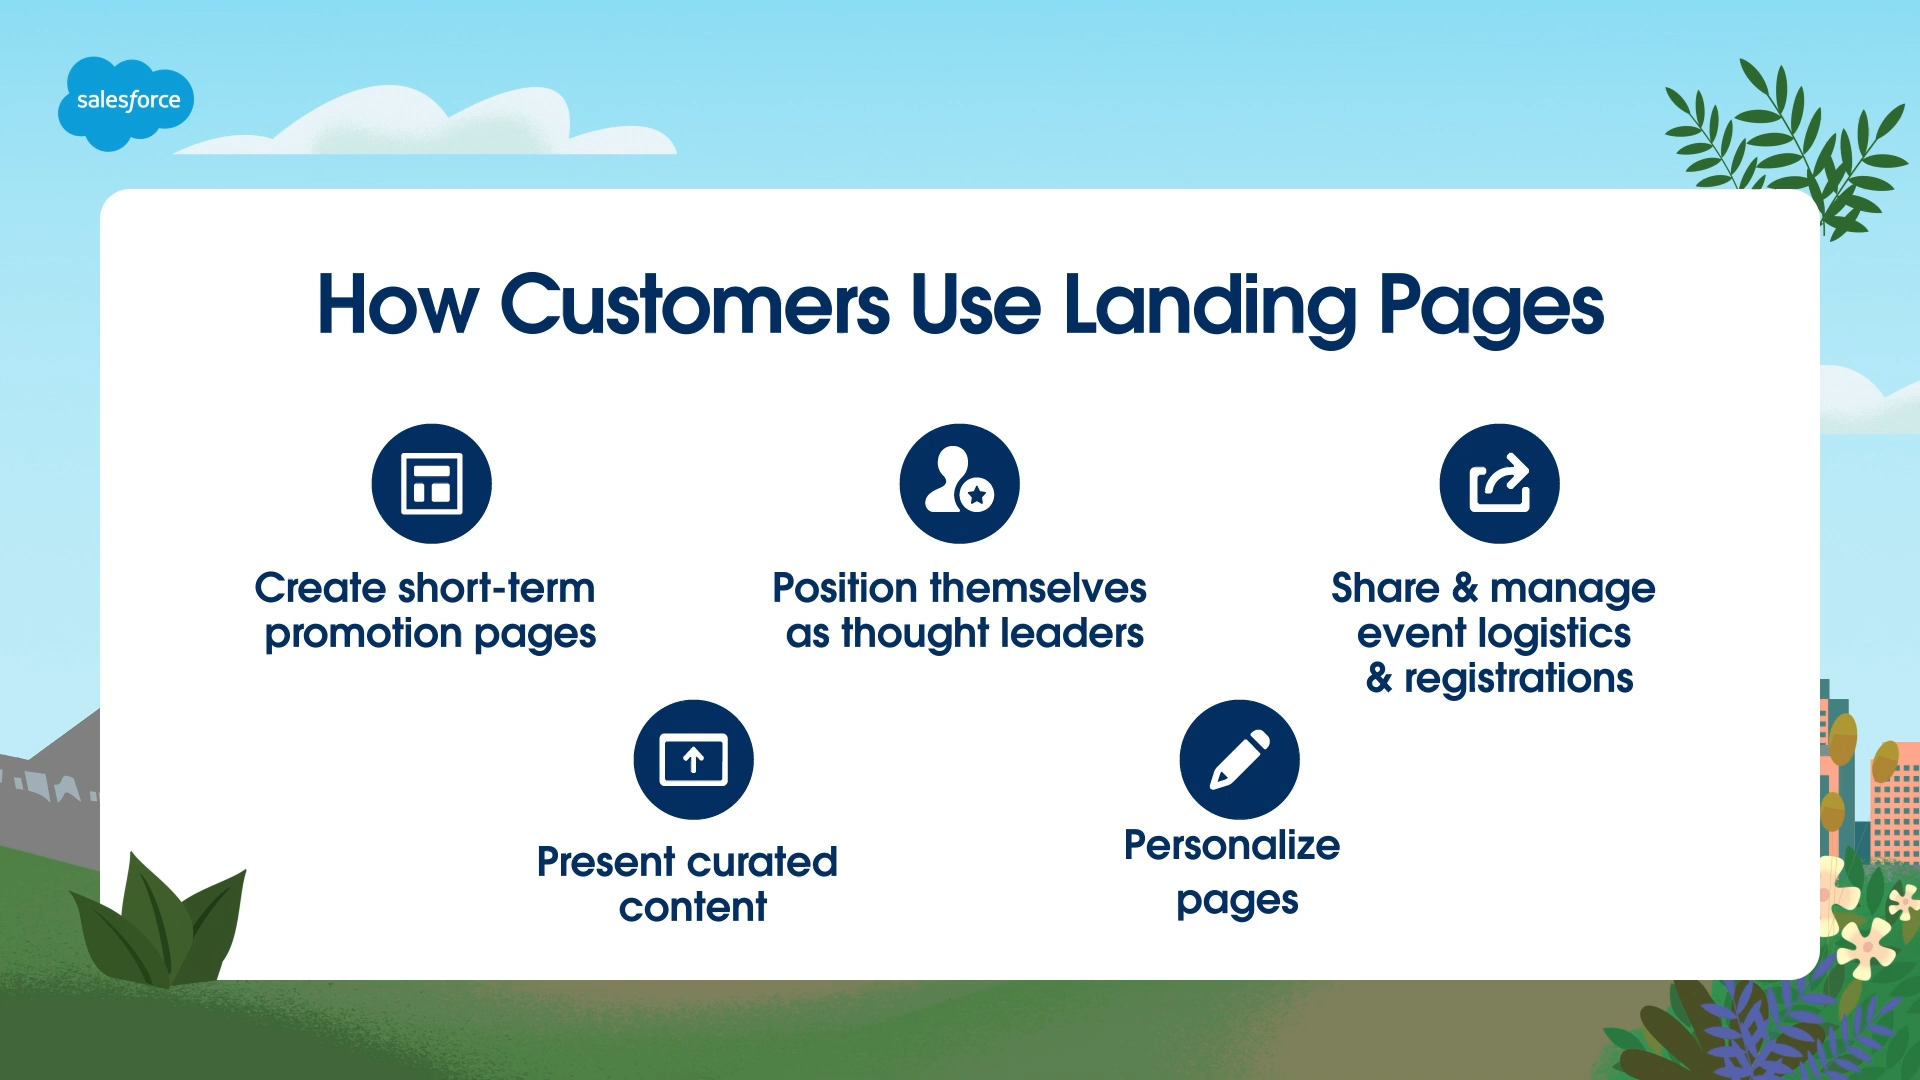 salesforce
How Customers Use Landing Pages
Create short-term
promotion pages
Position themselves
as thought leaders
Share & manage
event logistics
& registrations
Present curated
content
Personalize
pages